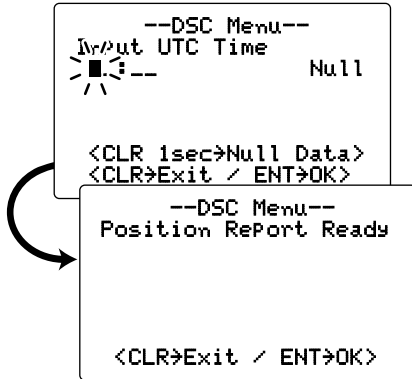 --DSC Menu--
Input UTC Time
█:__ Null
<CLR 1sec→Null Data>
<CLR→Exit / ENT→OK>
--DSC Menu--
Position RePort Ready
<CLR→Exit / ENT→OK>